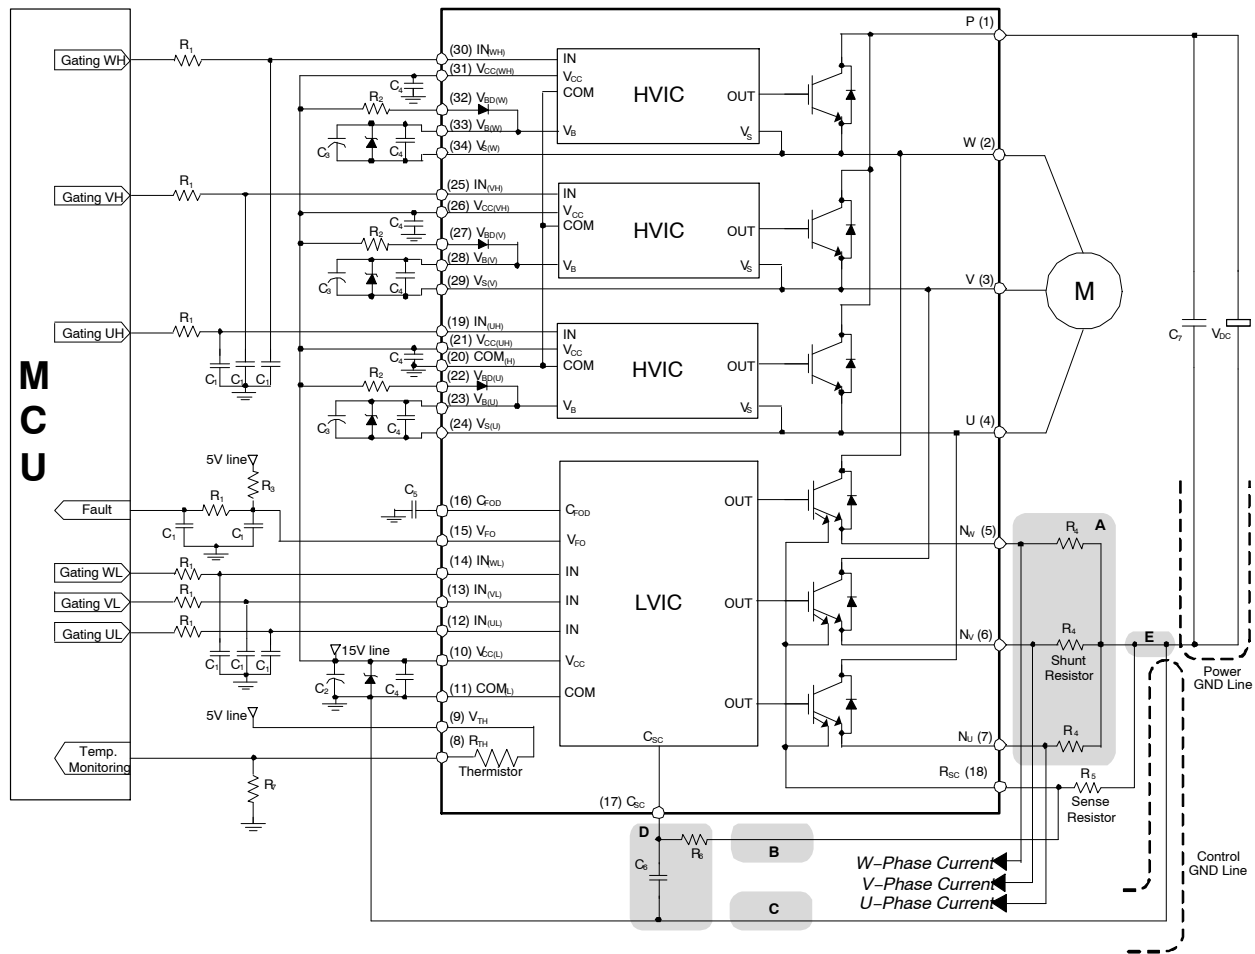 P (1)
Gating WH
R1
(30) IN(WH)
IN
(31) VCC(WH)
VCC
C4
COM
HVIC
OUT
R2
(32) VBD(W)
(33) VB(W)
VB
VS
C3
C4
(34) VS(W)
W (2)
Gating VH
R1
(25) IN(VH)
IN
(26) VCC(VH)
VCC
C4
COM
HVIC
OUT
R2
(27) VBD(V)
(28) VB(V)
VB
VS
C3
C4
(29) VS(V)
V (3)
M
Gating UH
R1
(19) IN(UH)
IN
(21) VCC(UH)
VCC
C4
(20) COM(H)
COM
HVIC
OUT
C1
C1
C1
R2
(22) VBD(U)
(23) VB(U)
VB
VS
C3
C4
(24) VS(U)
U (4)
C7
VDC
M
C
U
5V line
R3
Fault
R1
C1
C1
C5
(16) CFOD
CFOD
OUT
(15) VFO
VFO
NW (5)
R4
A
Gating WL
R1
(14) IN(WL)
IN
Gating VL
R1
(13) IN(VL)
IN
LVIC
OUT
Gating UL
R1
(12) IN(UL)
IN
NV (6)
R4
E
Shunt
Resistor
Power
GND Line
C1
C1
C1
15V line
(10) VCC(L)
VCC
C2
C4
(11) COM(L)
COM
OUT
5V line
(9) VTH
CSC
NU (7)
R4
Temp.
Monitoring
(8) RTH
Thermistor
R7
RSC (18)
R5
Sense
Resistor
(17) CSC
D
R6
B
C6
W–Phase Current
V–Phase Current
U–Phase Current
C
Control
GND Line